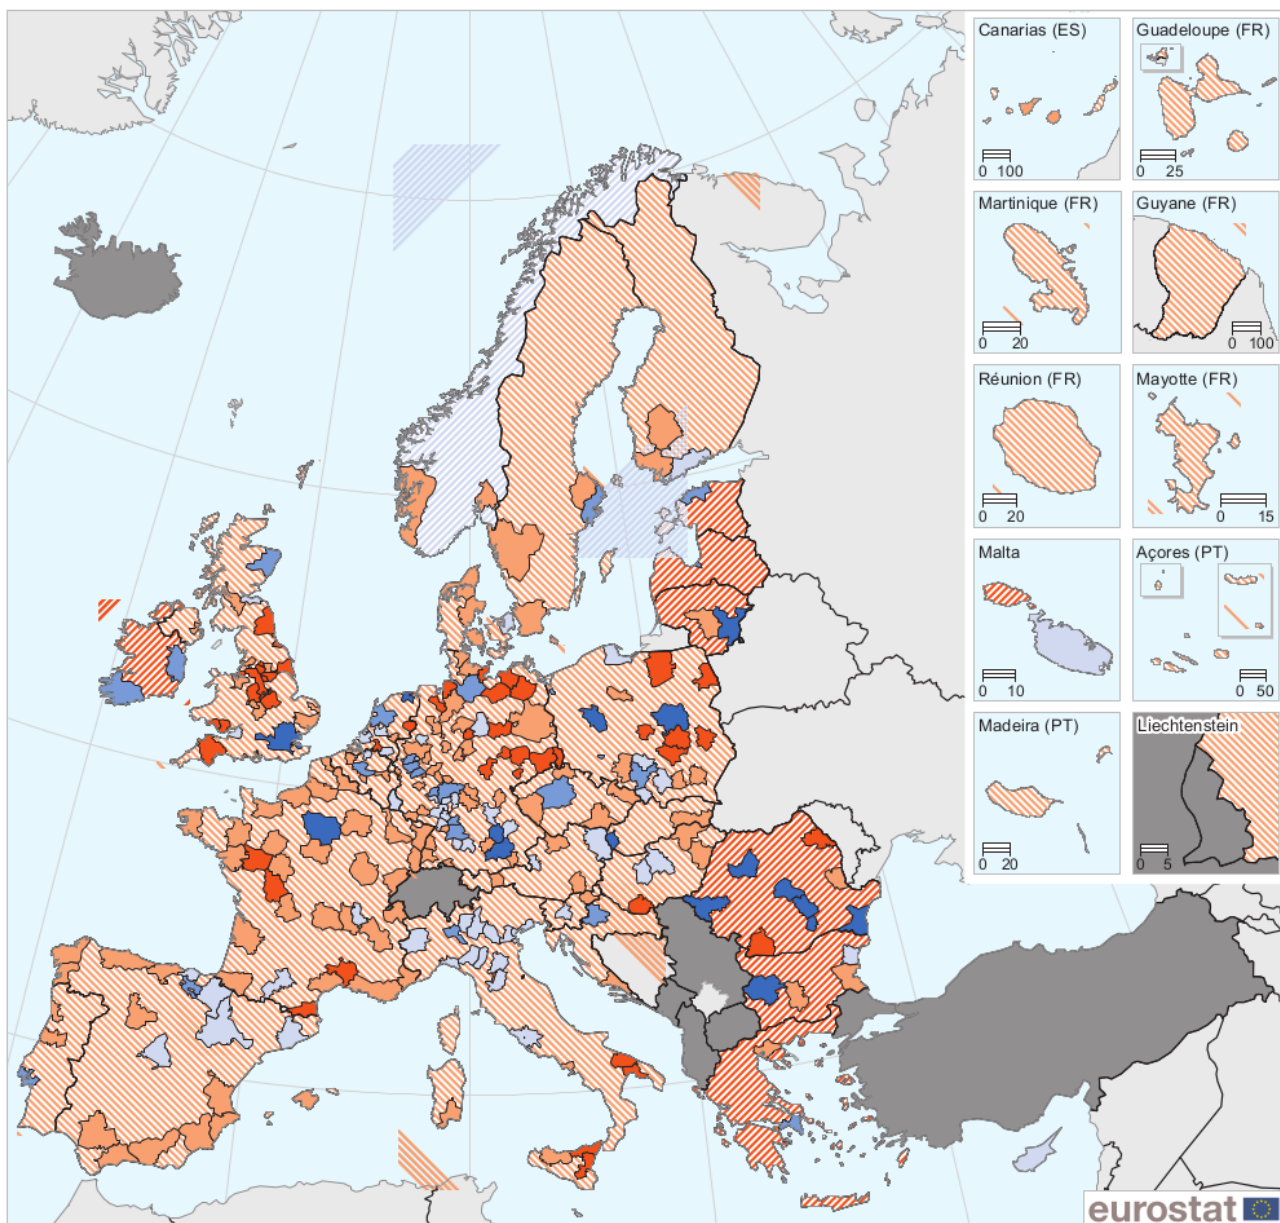 Canarias (ES)
0 100
Guadeloupe (FR)
0 25
Martinique (FR)
0 20
Guyane (FR)
0 100
Réunion (FR)
0 20
Mayotte (FR)
0 15
Malta
0 10
Açores (PT)
0 50
Madeira (PT)
0 20
Liechtenstein
0 5
eurostat